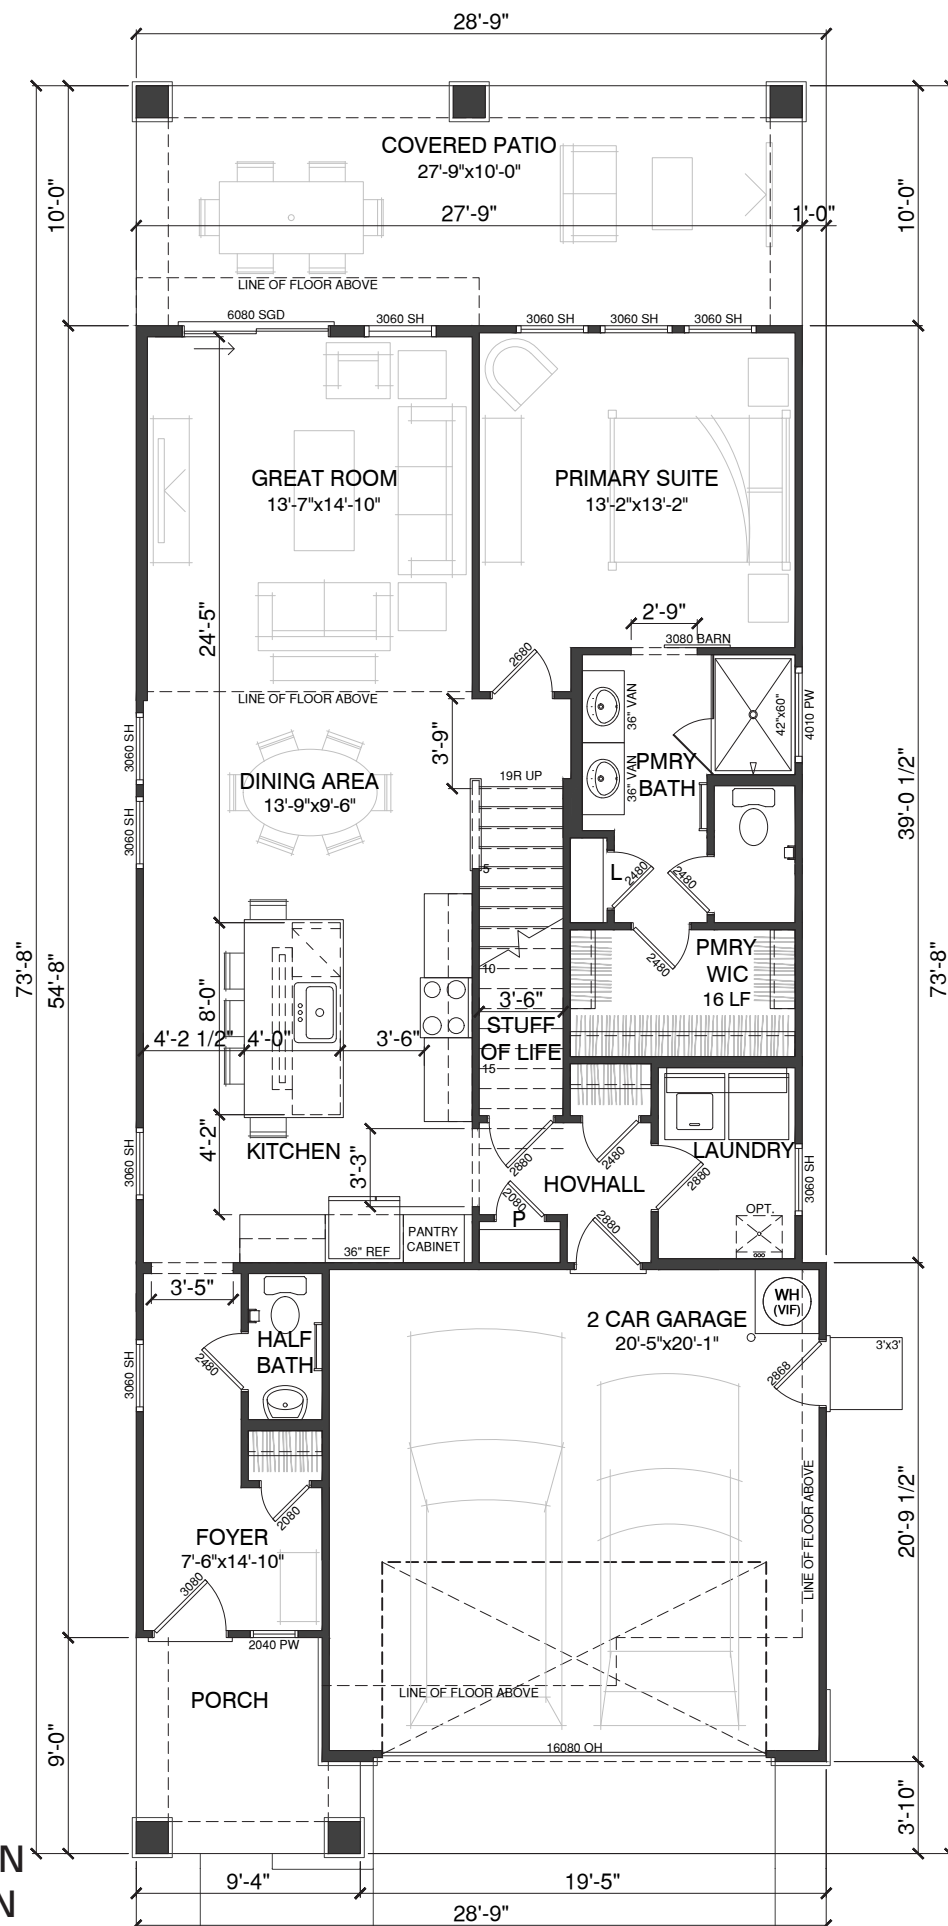 28'-9"
COVERED PATIO
27'-9"x10'-0"
10'-0"
27'-9"
1'-0"
10'-0"
LINE OF FLOOR ABOVE
6080 SGD
3060 SH
3060 SH
3060 SH
3060 SH
GREAT ROOM
13'-7"x14'-10"
PRIMARY SUITE
13'-2"x13'-2"
24'-5"
2'-9"
3080 BARN
2680
LINE OF FLOOR ABOVE
36" VAN
42"x60"
4010 PW
3'-9"
3060 SH
PMRY
BATH
36" VAN
19R UP
DINING AREA
13'-9"x9'-6"
39'-0 1/2"
3060 SH
5
L
2480
2480
73'-8"
54'-8"
73'-8"
PMRY
WIC
16 LF
2480
10
8'-0"
3'-6"
STUFF
OF LIFE
4'-2 1/2"
4'-0"
3'-6"
15
4'-2"
KITCHEN
3'-3"
3060 SH
2880
2480
LAUNDRY
2880
3060 SH
HOVHALL
2080
P
2880
OPT.
PANTRY
CABINET
36" REF
3'-5"
2 CAR GARAGE
20'-5"x20'-1"
WH
(VIF)
HALF
BATH
2480
3060 SH
2868
3'x3'
LINE OF FLOOR ABOVE
20'-9 1/2"
2080
FOYER
7'-6"x14'-10"
3080
2040 PW
PORCH
LINE OF FLOOR ABOVE
16080 OH
9'-0"
3'-10"
N
N
9'-4"
19'-5"
28'-9"